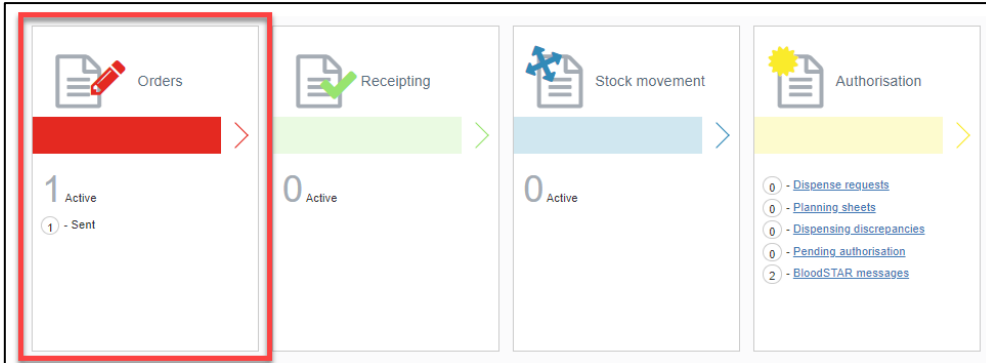 Orders
1 Active
1 - Sent
Receipting
0 Active
Stock movement
0 Active
Authorisation
0 - Dispense requests
0 - Planning sheets
0 - Dispensing discrepancies
0 - Pending authorisation
2 - BloodSTAR messages